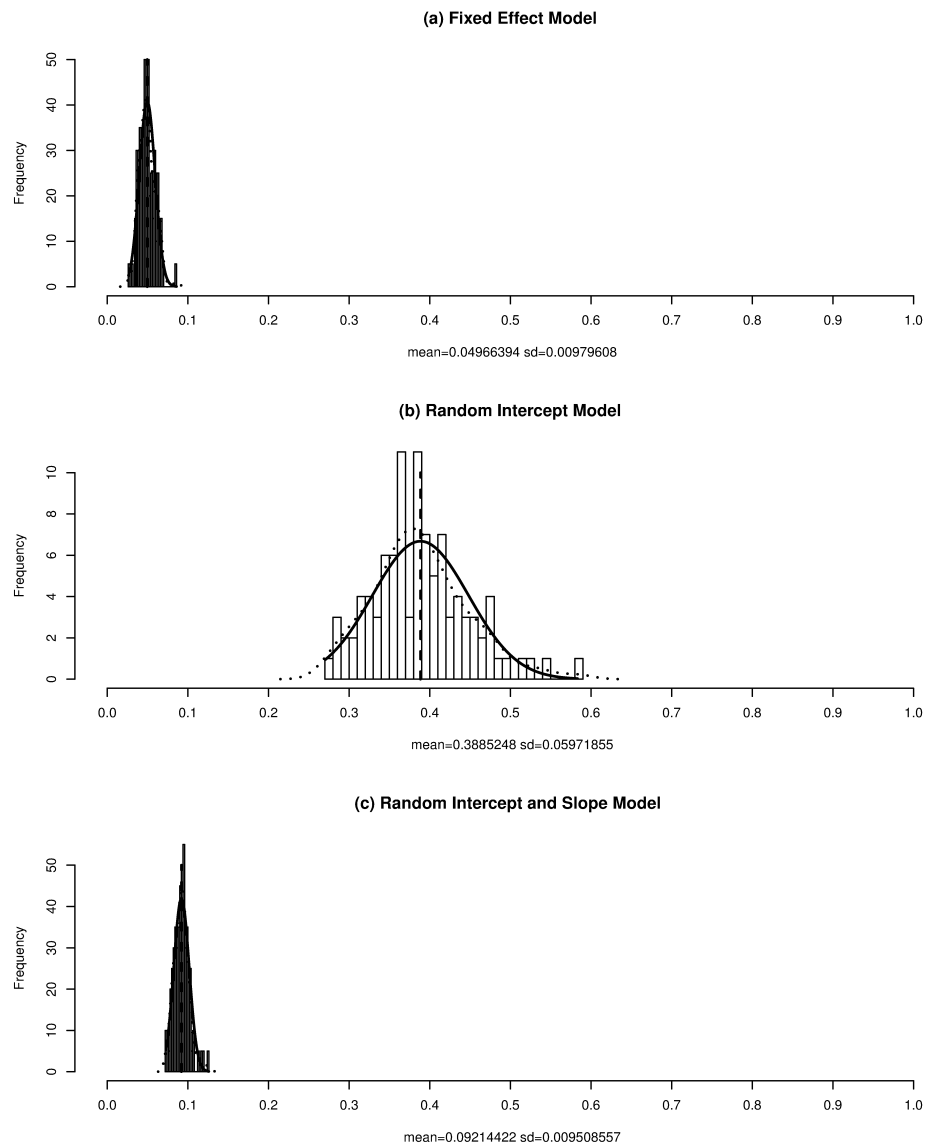 (a) Fixed Effect Model
50
40
30
20
10
0
Frequency
0.0 0.1 0.2 0.3 0.4 0.5 0.6 0.7 0.8 0.9 1.0
mean=0.04966394 sd=0.00979608
(b) Random Intercept Model
10
8
6
4
2
0
Frequency
0.0 0.1 0.2 0.3 0.4 0.5 0.6 0.7 0.8 0.9 1.0
mean=0.3885248 sd=0.05971855
(c) Random Intercept and Slope Model
50
40
30
20
10
0
Frequency
0.0 0.1 0.2 0.3 0.4 0.5 0.6 0.7 0.8 0.9 1.0
mean=0.09214422 sd=0.009508557